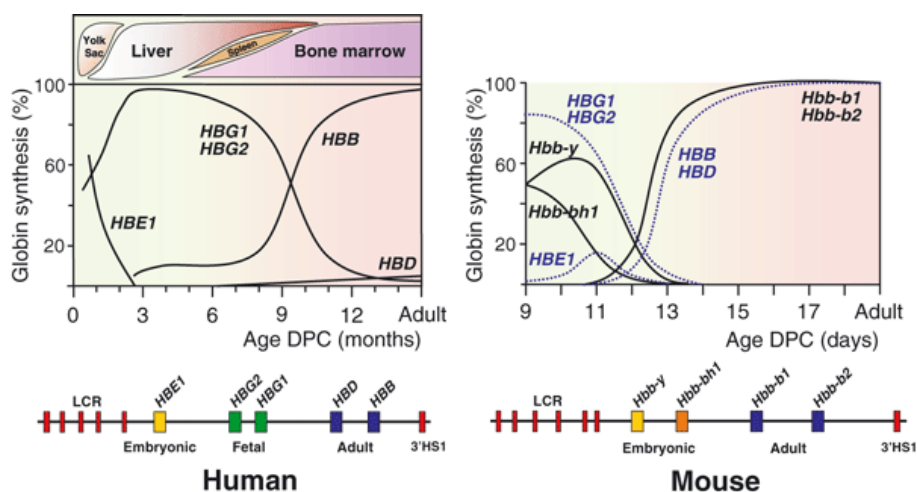 Yolk
Sac
Liver
Spleen
Bone marrow
Globin synthesis (%)
100
60
20
HBE1
HBG1
HBG2
HBB
HBD
0 3 6 9 12 Adult
Age DPC (months)
LCR
HBE1
HBG2
HBG1
HBD
HBB
Embryonic Fetal Adult 3'HS1
Human
Globin synthesis (%)
100
60
20
HBG1
HBG2
Hbb-y
Hbb-bh1
HBE1
HBB
HBD
Hbb-b1
Hbb-b2
9 11 13 15 17 Adult
Age DPC (days)
LCR
Hbb-y
Hbb-bh1
Hbb-b1
Hbb-b2
Embryonic Adult 3'HS1
Mouse